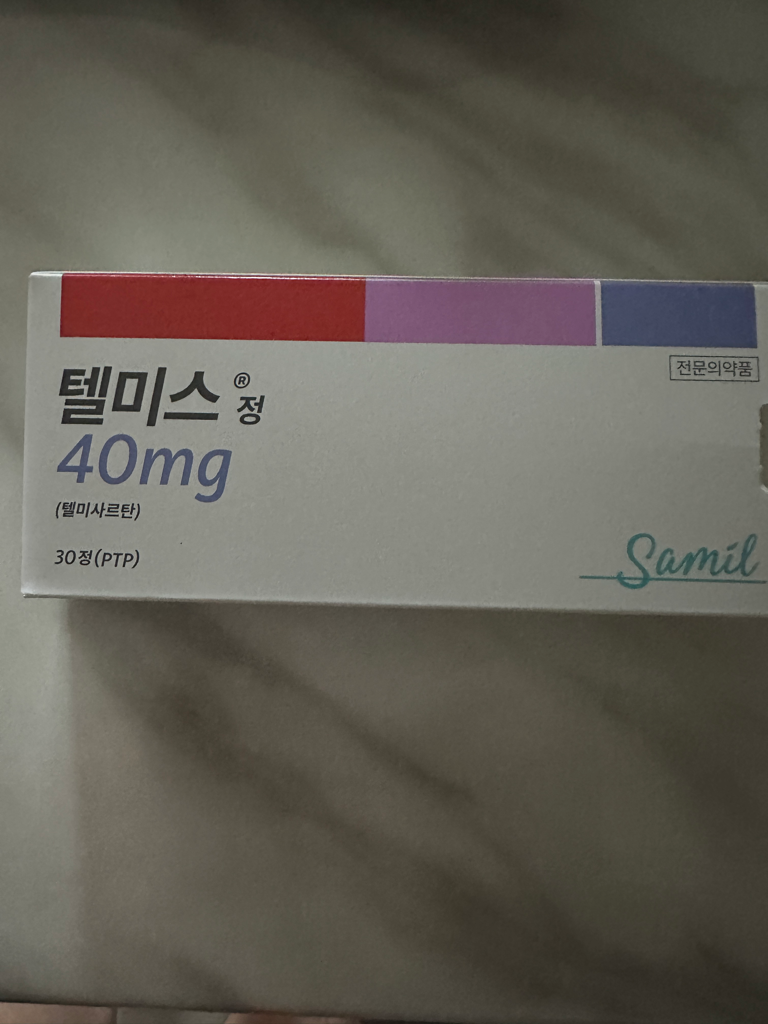 전문의약품
텔미스® 정
40mg
(텔미사르탄)
30정(PTP)
Samil